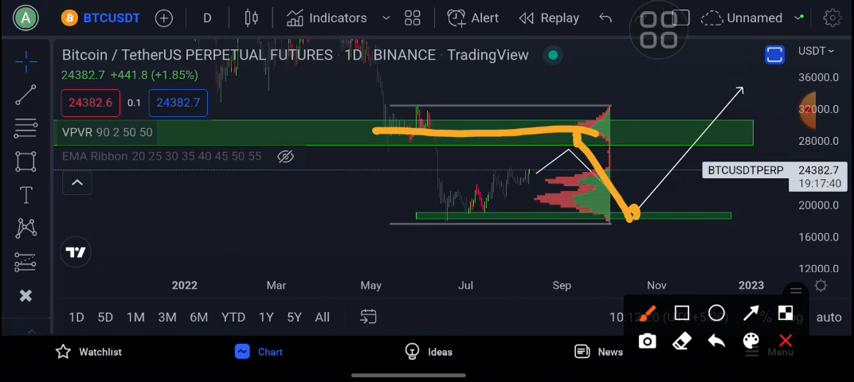 A BTCUSDT D Indicators Alert Replay Unnamed
Bitcoin / TetherUS PERPETUAL FUTURES · 1D · BINANCE · TradingView USDT
24382.7 +441.8 (+1.85%)
36000.0
24382.6 0.1 24382.7
32000.0
VPVR 90 2 50 50
28000.0
EMA Ribbon 20 25 30 35 40 45 50 55
BTCUSDTPERP 24382.7
19:17:40
20000.0
16000.0
12000.0
2022 Mar May Jul Sep Nov 2023
1D 5D 1M 3M 6M YTD 1Y 5Y All
% auto
Watchlist Chart Ideas News Menu